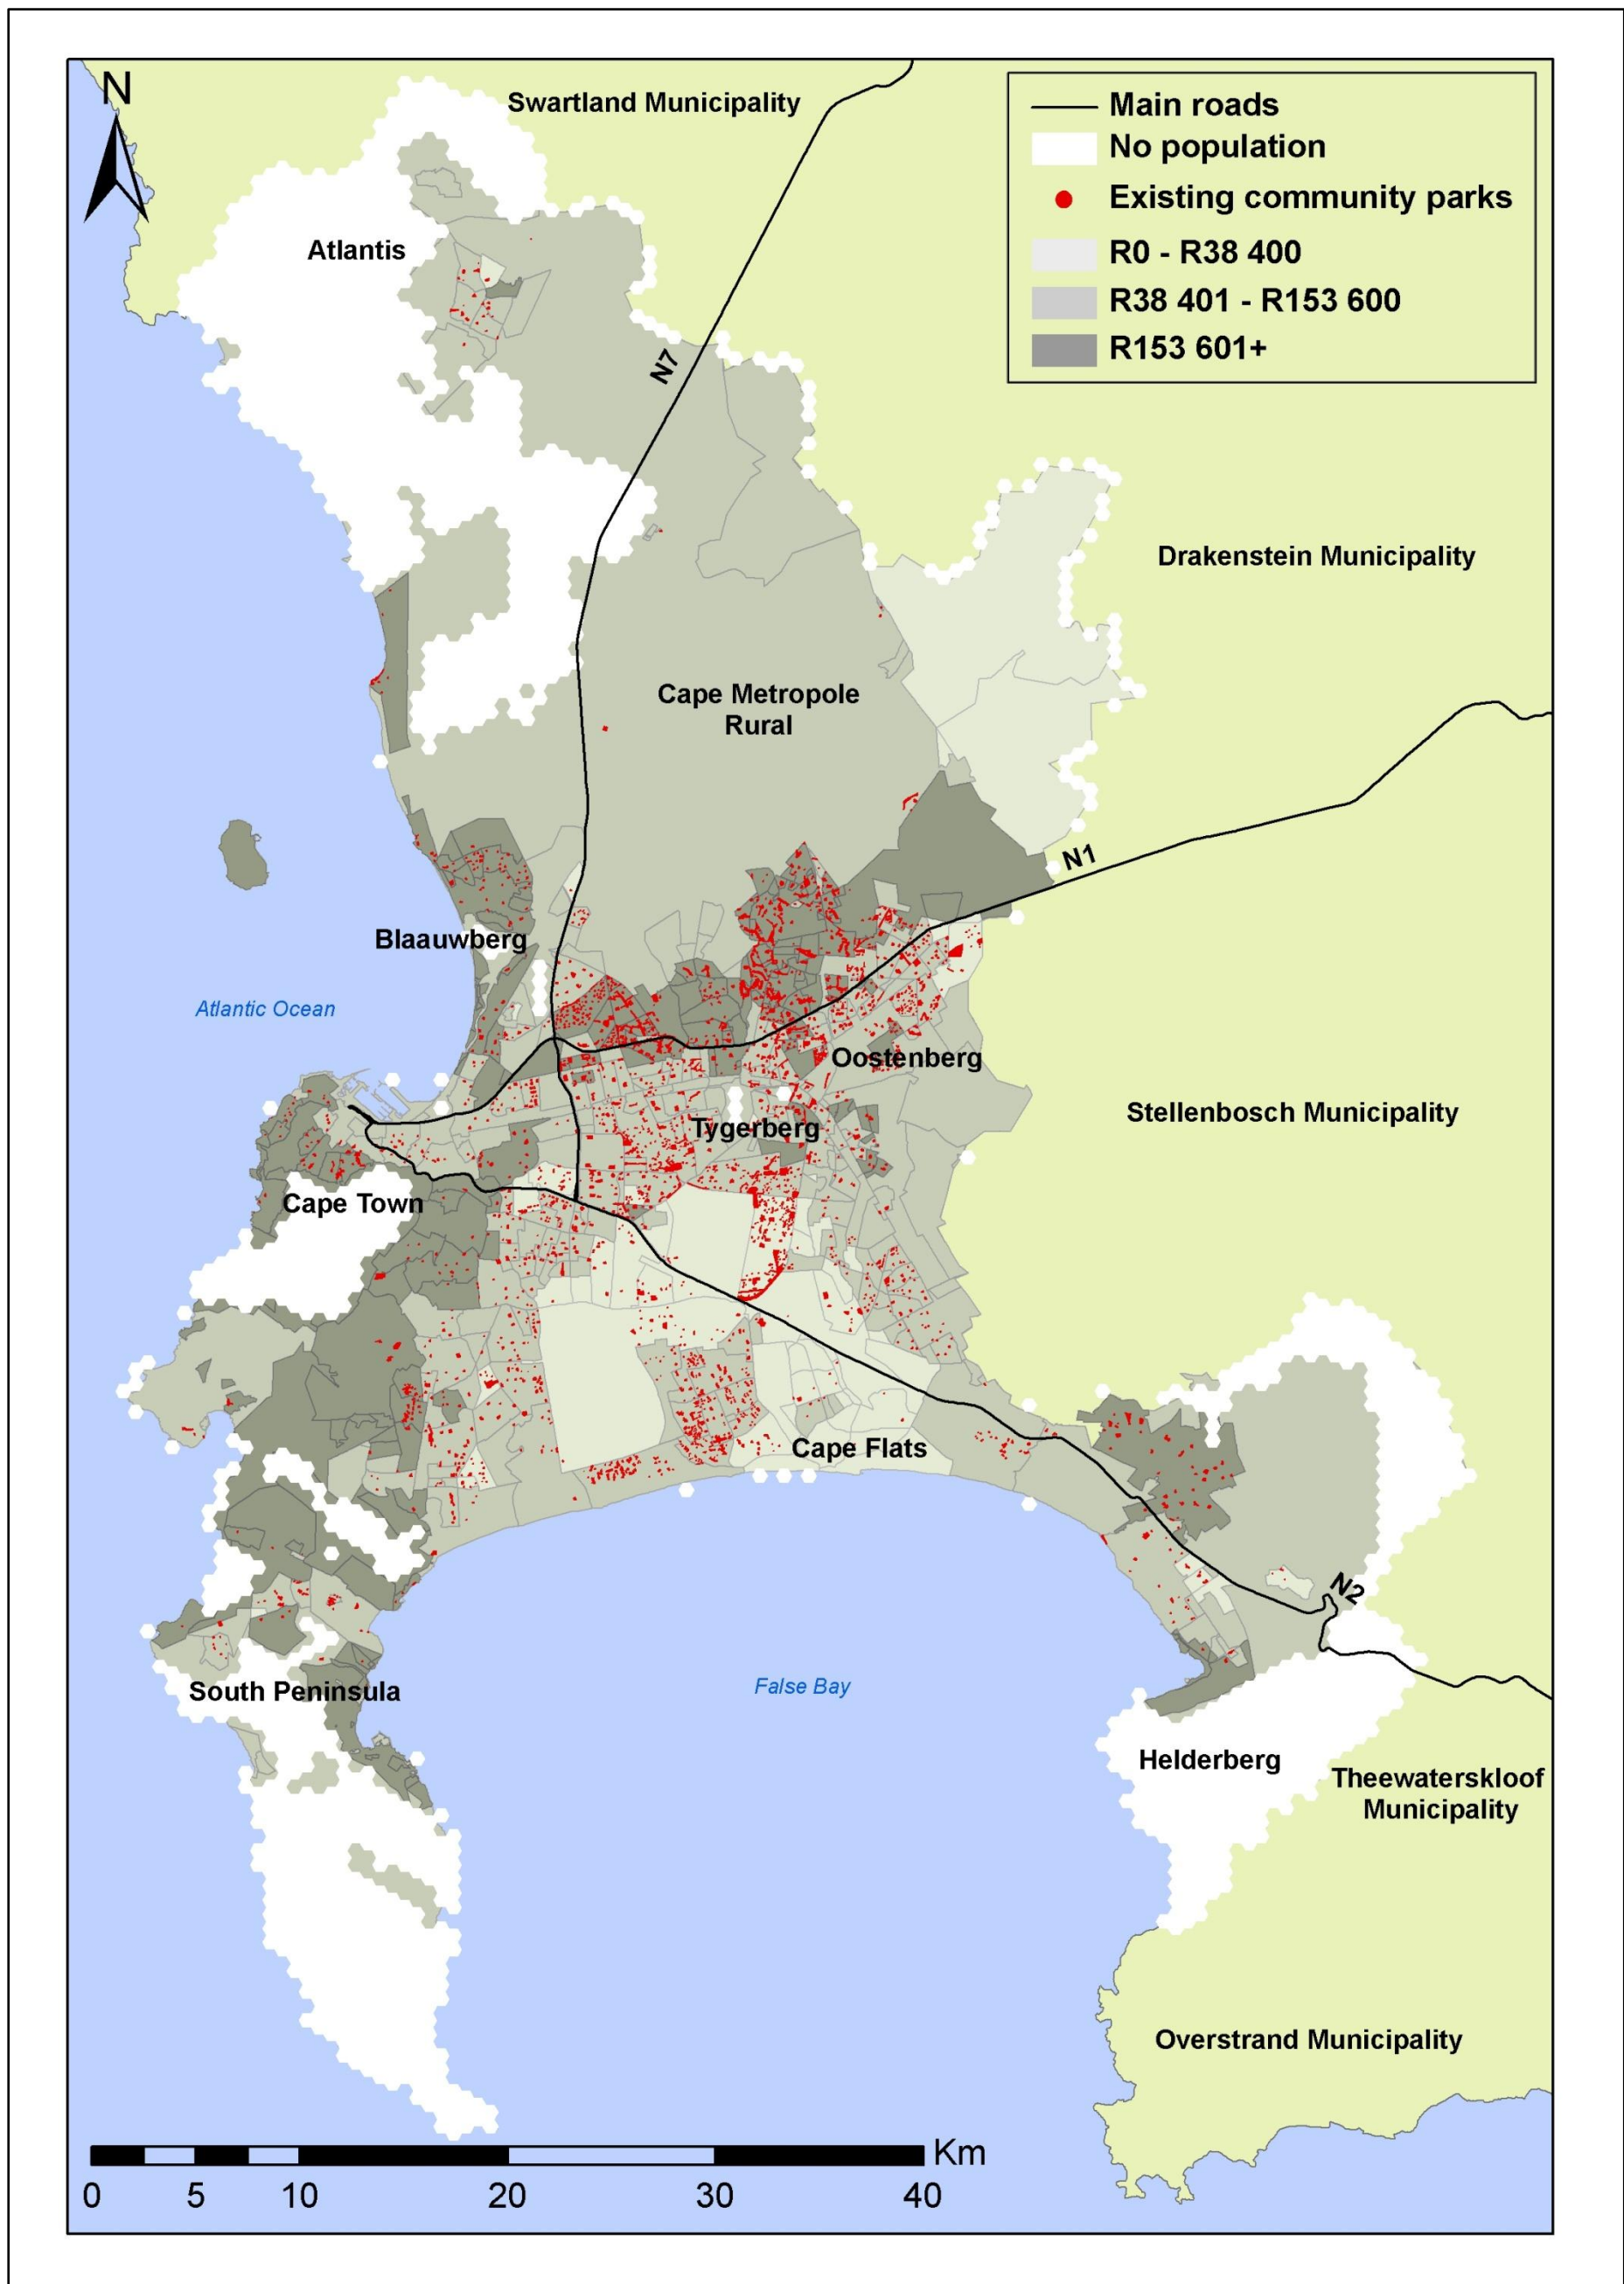 N
Swartland Municipality
Main roads
No population
Existing community parks
R0 - R38 400
R38 401 - R153 600
R153 601+
Atlantis
N7
Drakenstein Municipality
Cape Metropole
Rural
N1
Blaauwberg
Atlantic Ocean
Oostenberg
Stellenbosch Municipality
Tygerberg
Cape Town
Cape Flats
N2
South Peninsula
False Bay
Helderberg
Theewaterskloof
Municipality
Overstrand Municipality
Km
0 5 10 20 30 40